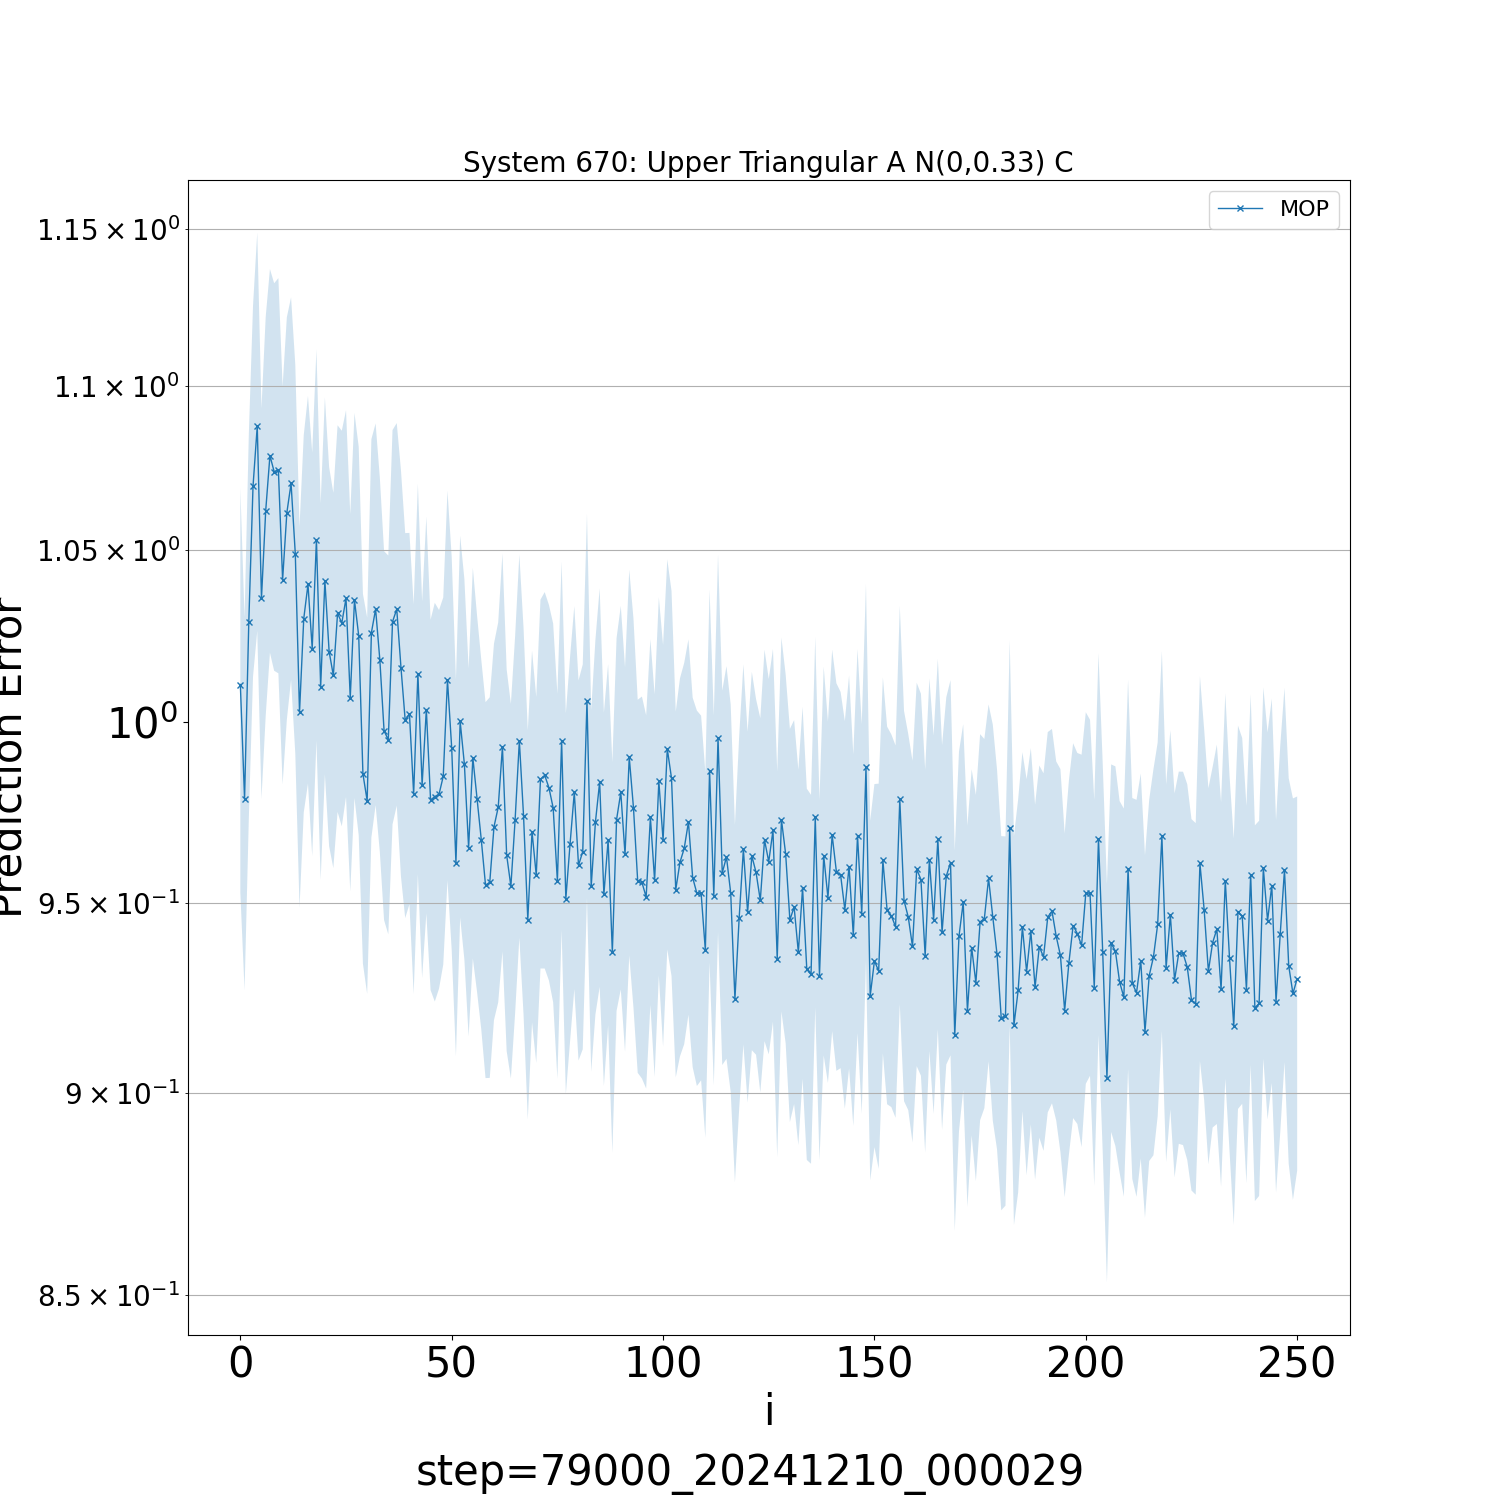 System 670: Upper Triangular A N(0,0.33) C
MOP
1.15 × 10⁰
1.1 × 10⁰
1.05 × 10⁰
10⁰
9.5 × 10⁻¹
9 × 10⁻¹
8.5 × 10⁻¹
Prediction Error
0 50 100 150 200 250
i
step=79000_20241210_000029